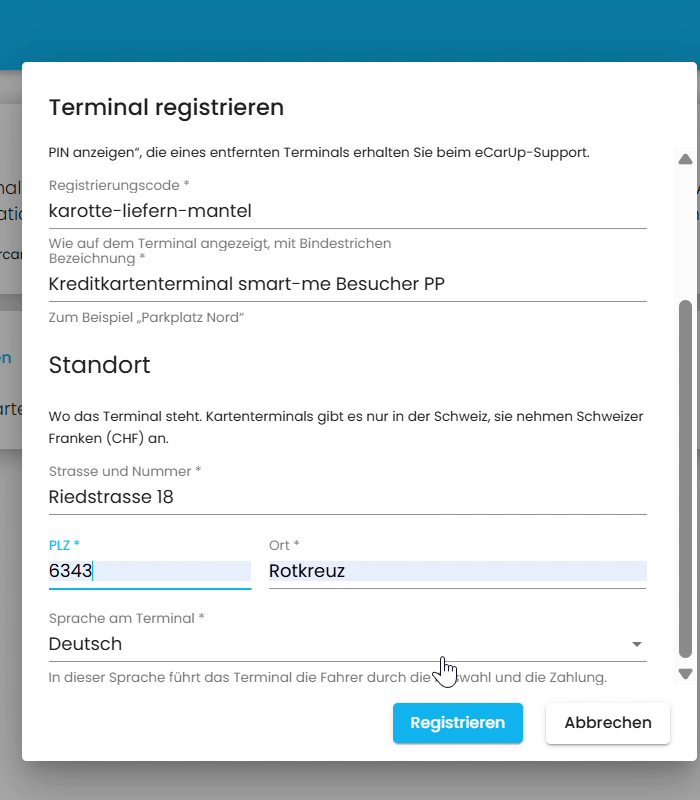 Terminal registrieren
PIN anzeigen“, die eines entfernten Terminals erhalten Sie beim eCarUp-Support.
Registrierungscode *
karotte-liefern-mantel
Wie auf dem Terminal angezeigt, mit Bindestrichen
Bezeichnung *
Kreditkartenterminal smart-me Besucher PP
Zum Beispiel „Parkplatz Nord“
Standort
Wo das Terminal steht. Kartenterminals gibt es nur in der Schweiz, sie nehmen Schweizer
Franken (CHF) an.
Strasse und Nummer *
Riedstrasse 18
PLZ * Ort *
6343 Rotkreuz
Sprache am Terminal *
Deutsch
In dieser Sprache führt das Terminal die Fahrer durch die wahl und die Zahlung.
Registrieren Abbrechen